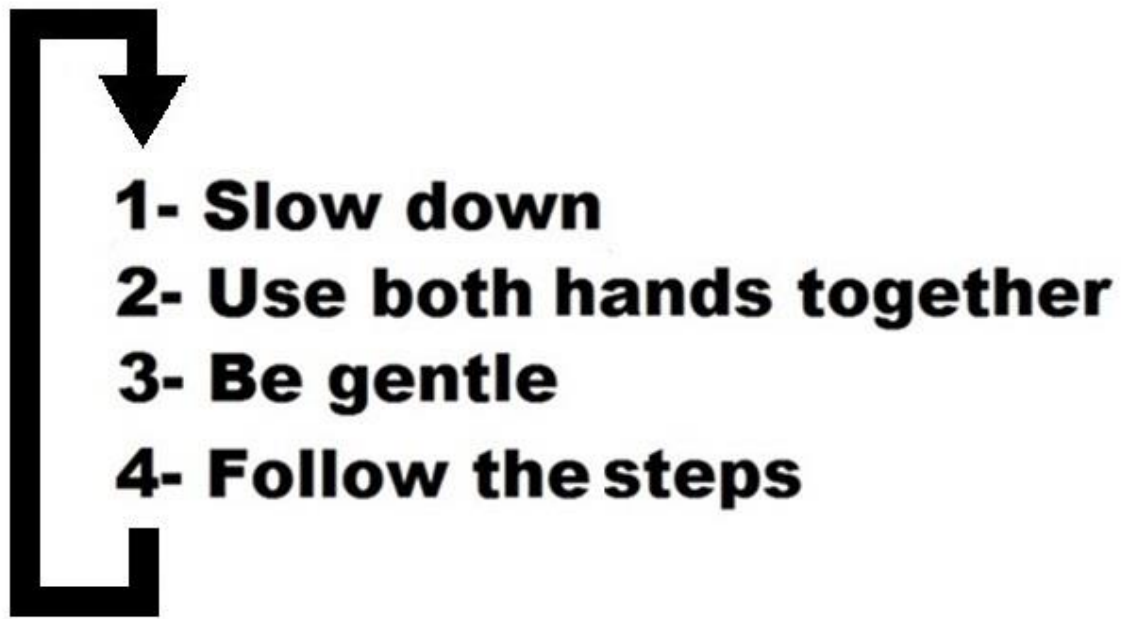 1- Slow down
2- Use both hands together
3- Be gentle
4- Follow the steps